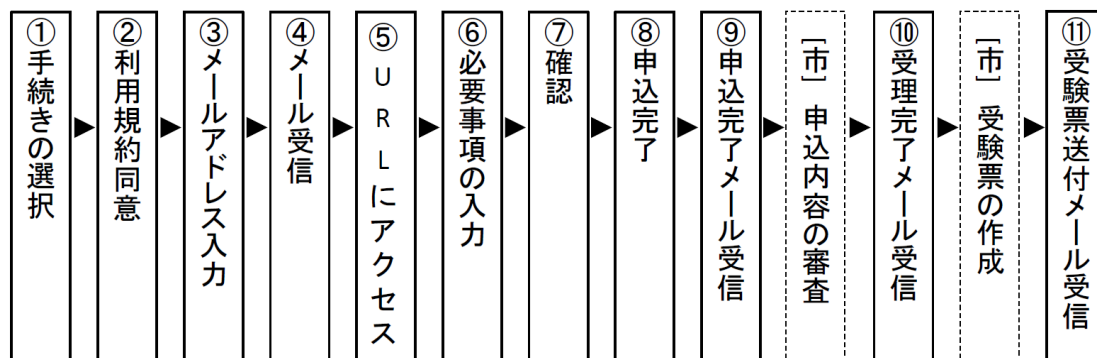 ①手続きの選択
②利用規約同意
③メールアドレス入力
④メール受信
⑤URLにアクセス
⑥必要事項の入力
⑦確認
⑧申込完了
⑨申込完了メール受信
[市] 申込内容の審査
⑩受理完了メール受信
[市] 受験票の作成
⑪受験票送付メール受信